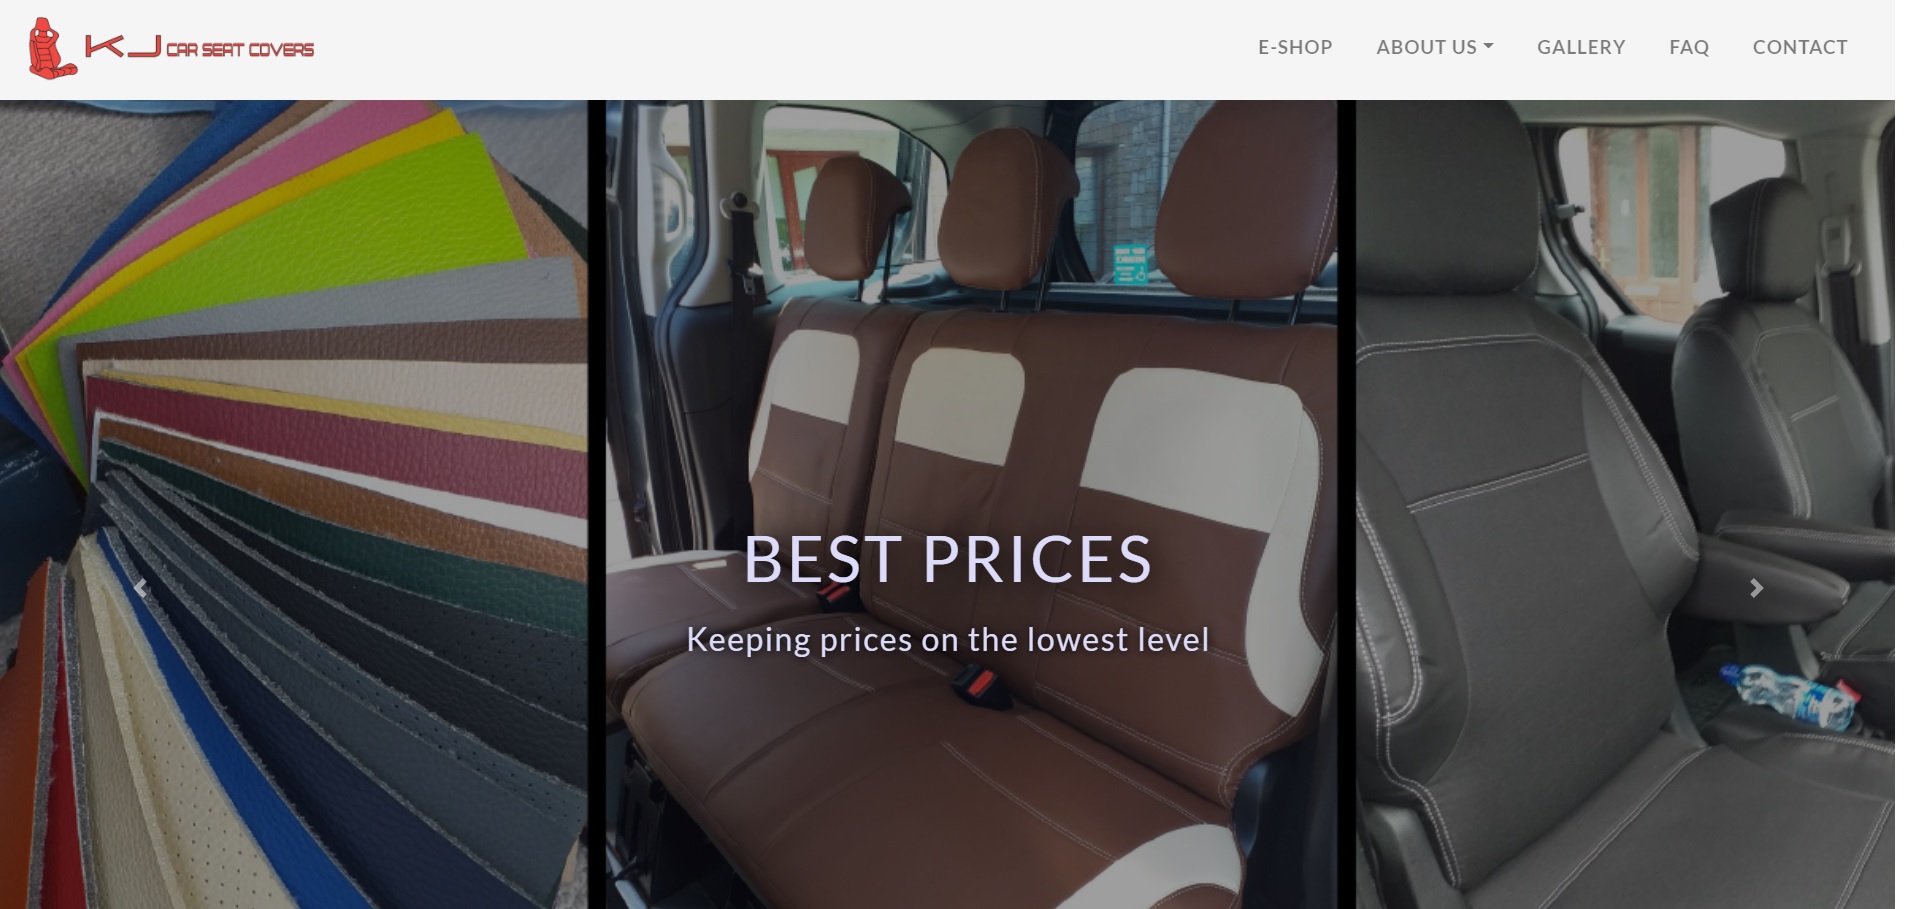 KJ CAR SEAT COVERS
E-SHOP
ABOUT US
GALLERY
FAQ
CONTACT
BEST PRICES
Keeping prices on the lowest level